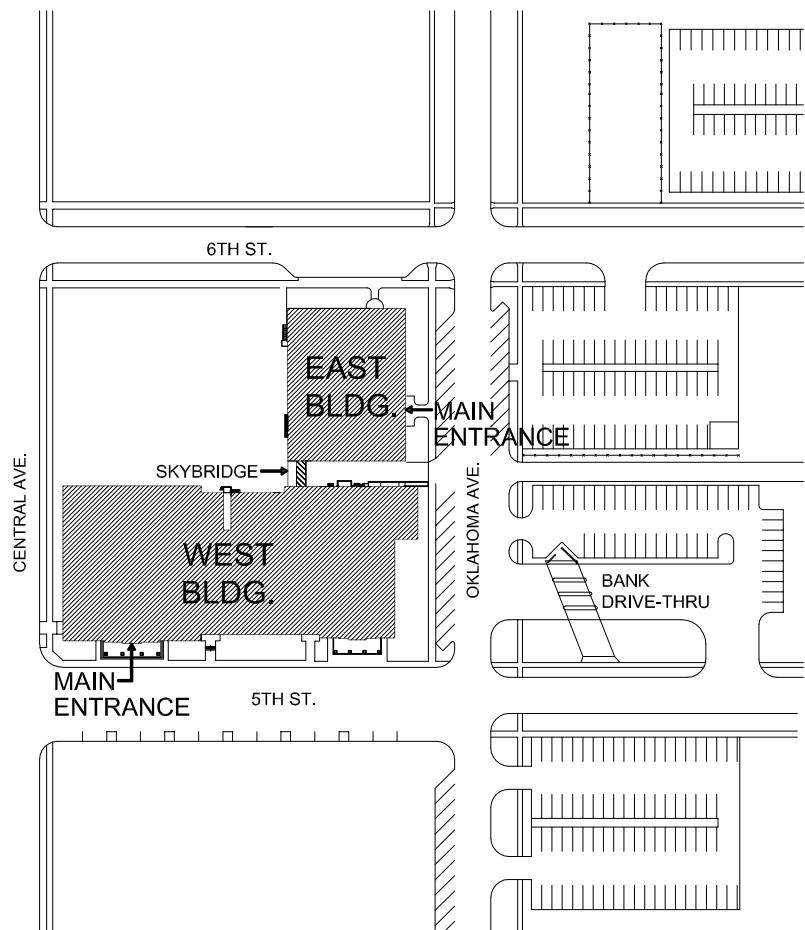 6TH ST.
EAST
BLDG.
MAIN
ENTRANCE
SKYBRIDGE
CENTRAL AVE.
OKLAHOMA AVE.
WEST
BLDG.
BANK
DRIVE-THRU
MAIN
ENTRANCE
5TH ST.